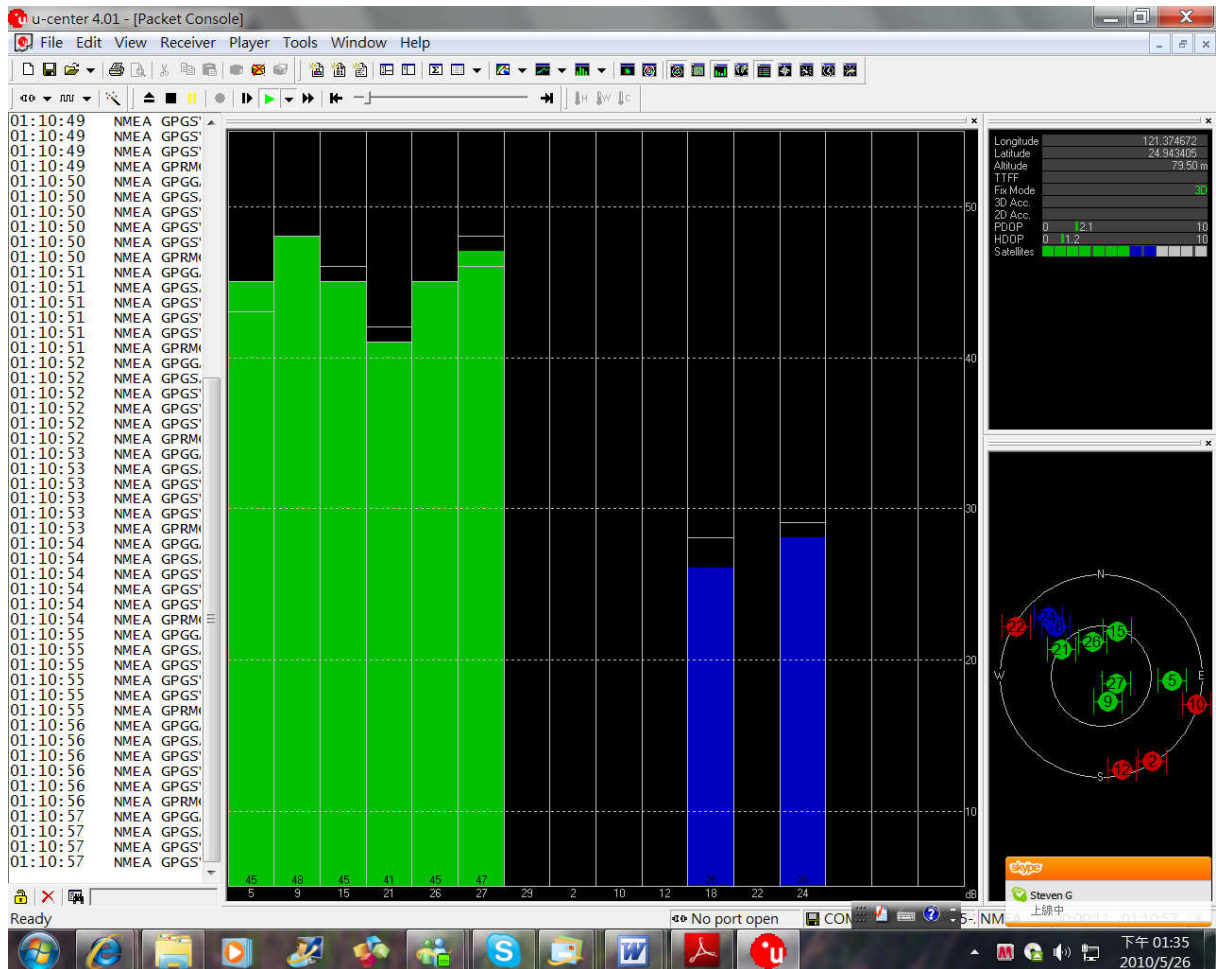 u-center 4.01 - [Packet Console]
File Edit View Receiver Player Tools Window Help
01:10:49 NMEA GPGS
01:10:49 NMEA GPGS
01:10:49 NMEA GPGS
01:10:49 NMEA GPRM
01:10:50 NMEA GPGG
01:10:50 NMEA GPGS
01:10:50 NMEA GPGS
01:10:50 NMEA GPGS
01:10:50 NMEA GPGS
01:10:50 NMEA GPRM
01:10:51 NMEA GPGG
01:10:51 NMEA GPGS
01:10:51 NMEA GPGS
01:10:51 NMEA GPGS
01:10:51 NMEA GPGS
01:10:51 NMEA GPRM
01:10:52 NMEA GPGG
01:10:52 NMEA GPGS
01:10:52 NMEA GPGS
01:10:52 NMEA GPGS
01:10:52 NMEA GPGS
01:10:52 NMEA GPRM
01:10:53 NMEA GPGG
01:10:53 NMEA GPGS
01:10:53 NMEA GPGS
01:10:53 NMEA GPGS
01:10:53 NMEA GPGS
01:10:53 NMEA GPRM
01:10:54 NMEA GPGG
01:10:54 NMEA GPGS
01:10:54 NMEA GPGS
01:10:54 NMEA GPGS
01:10:54 NMEA GPGS
01:10:54 NMEA GPRM
01:10:55 NMEA GPGG
01:10:55 NMEA GPGS
01:10:55 NMEA GPGS
01:10:55 NMEA GPGS
01:10:55 NMEA GPGS
01:10:55 NMEA GPRM
01:10:56 NMEA GPGG
01:10:56 NMEA GPGS
01:10:56 NMEA GPGS
01:10:56 NMEA GPGS
01:10:56 NMEA GPGS
01:10:56 NMEA GPRM
01:10:57 NMEA GPGG
01:10:57 NMEA GPGS
01:10:57 NMEA GPGS
01:10:57 NMEA GPGS
50
40
30
20
10
45 48 45 41 45 47 26 28
5 9 15 21 26 27 29 2 10 12 18 22 24 dB
Longitude 121.374672
Latitude 24.943405
Altitude 79.50 m
TTFF
Fix Mode 3D
3D Acc.
2D Acc.
PDOP 0 2.1 10
HDOP 0 1.2 10
Satellites
N
22 24 18 15
21 26
W 27 5 E
9 10
S 12 2
skype
Steven G
上線中
Ready
No port open
COM
NM
下午 01:35
2010/5/26